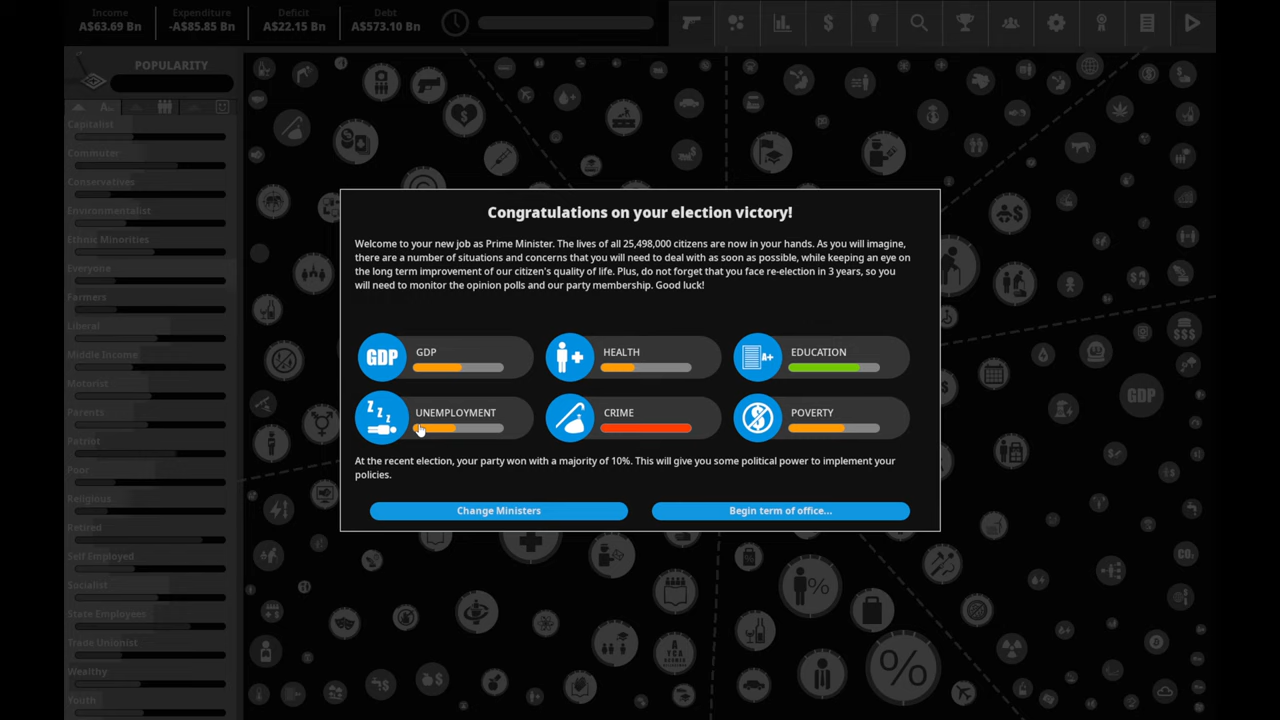 Income
Expenditure
Deficit
Debt
A$63.69 Bn
-A$85.85 Bn
A$22.15 Bn
A$573.10 Bn
POPULARITY
A..
Capitalist
Commuter
Conservatives
Environmentalist
Ethnic Minorities
Everyone
Farmers
Liberal
Middle Income
Motorist
Parents
Patriot
Poor
Religious
Retired
Self Employed
Socialist
State Employees
Trade Unionist
Wealthy
Youth
Congratulations on your election victory!
Welcome to your new job as Prime Minister. The lives of all 25,498,000 citizens are now in your hands. As you will imagine,
there are a number of situations and concerns that you will need to deal with as soon as possible, while keeping an eye on
the long term improvement of our citizen's quality of life. Plus, do not forget that you face re-election in 3 years, so you
will need to monitor the opinion polls and our party membership. Good luck!
GDP
GDP
HEALTH
A+
EDUCATION
UNEMPLOYMENT
CRIME
POVERTY
At the recent election, your party won with a majority of 10%. This will give you some political power to implement your
policies.
Change Ministers
Begin term of office...
GDP
$$$
CO2
%
%